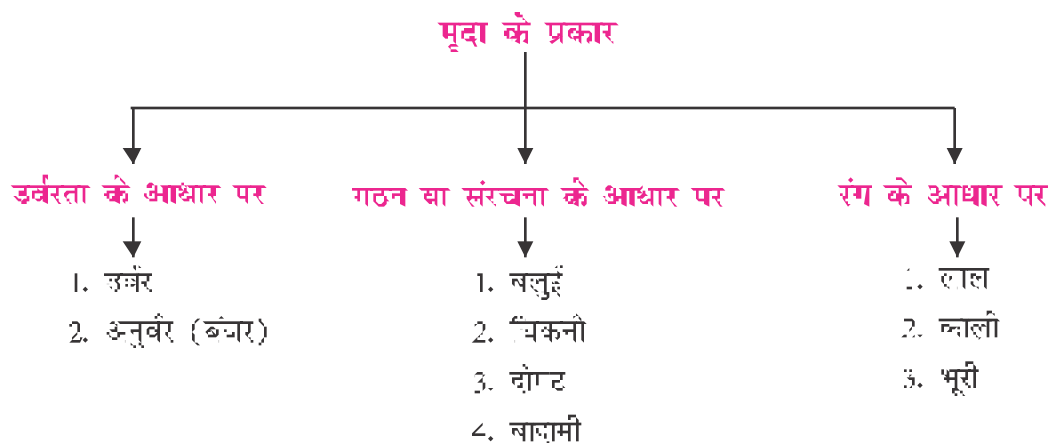 मृदा के प्रकार
उर्वरता के आधार पर
1. उर्वर
2. अनुर्वर (बंजर)
गठन या संरचना के आधार पर
1. बलुई
2. चिकनी
3. दोमट
4. बादामी
रंग के आधार पर
1. लाल
2. काली
3. भूरी